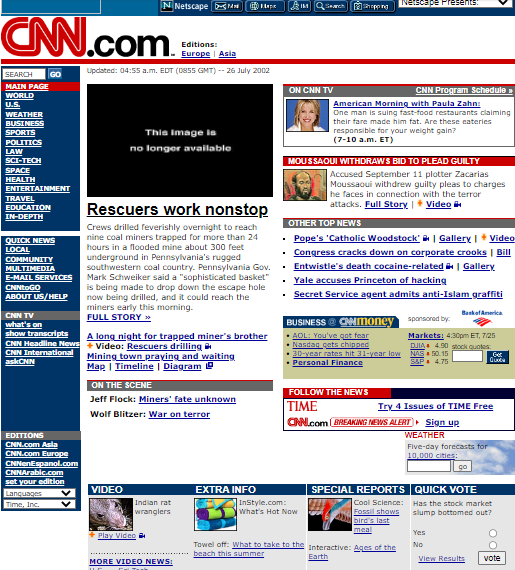 Netscape Mail Maps IM Search Shopping Netscape Presents:
CNN.com
Editions:
Europe | Asia
SEARCH GO
Updated: 04:55 a.m. EDT (0855 GMT) -- 26 July 2002
MAIN PAGE
WORLD
U.S.
WEATHER
BUSINESS
SPORTS
POLITICS
LAW
SCI-TECH
SPACE
HEALTH
ENTERTAINMENT
TRAVEL
EDUCATION
IN-DEPTH
QUICK NEWS
LOCAL
COMMUNITY
MULTIMEDIA
E-MAIL SERVICES
CNNtoGO
ABOUT US/HELP
CNN TV
what's on
show transcripts
CNN Headline News
CNN International
askCNN
EDITIONS
CNN.com Asia
CNN.com Europe
CNNenEspanol.com
CNNArabic.com
set your edition
Languages
Time, Inc.
This image is
no longer available
Rescuers work nonstop
Crews drilled feverishly overnight to reach
nine coal miners trapped for more than 24
hours in a flooded mine about 300 feet
underground in Pennsylvania's rugged
southwestern coal country. Pennsylvania Gov.
Mark Schweiker said a "sophisticated basket"
is being made to drop down the escape hole
now being drilled, and it could reach the
miners early this morning.
FULL STORY »
A long night for trapped miner's brother
Video: Rescuers drilling
Mining town praying and waiting
Map | Timeline | Diagram
ON THE SCENE
Jeff Flock: Miners' fate unknown
Wolf Blitzer: War on terror
ON CNN TV CNN Program Schedule »
American Morning with Paula Zahn:
One man is suing fast-food restaurants claiming
their fare made him fat. Are these eateries
responsible for your weight gain?
(7-10 a.m. ET)
MOUSSAOUI WITHDRAWS BID TO PLEAD GUILTY
Accused September 11 plotter Zacarias
Moussaoui withdrew guilty pleas to charges
he faces in connection with the terror
attacks. Full Story | Video
OTHER TOP NEWS
Pope's 'Catholic Woodstock' | Gallery | Video
Congress cracks down on corporate crooks | Bill
Entwistle's death cocaine-related | Gallery
Yale accuses Princeton of hacking
Secret Service agent admits anti-Islam graffiti
BUSINESS @ CNNmoney sponsored by: Bank of America
AOL: You've got fear
Nasdaq gets chipped
30-year rates hit 31-year low
Personal Finance
Markets: 4:30pm ET, 7/25
DJIA 4.90 stock quotes:
NAS 50.15
S&P 4.75
Get Quote
FOLLOW THE NEWS
TIME Try 4 Issues of TIME Free
CNN.com BREAKING NEWS ALERT Sign up
WEATHER
Five-day forecasts for
10,000 cities:
go
VIDEO
Indian rat
wranglers
Play Video
MORE VIDEO NEWS:
EXTRA INFO
InStyle.com:
What's Hot Now
Towel off: What to take to the
beach this summer
SPECIAL REPORTS
Cool Science:
Fossil shows
bird's last
meal
Interactive: Ages of the
Earth
QUICK VOTE
Has the stock market
slump bottomed out?
Yes
No
View Results vote